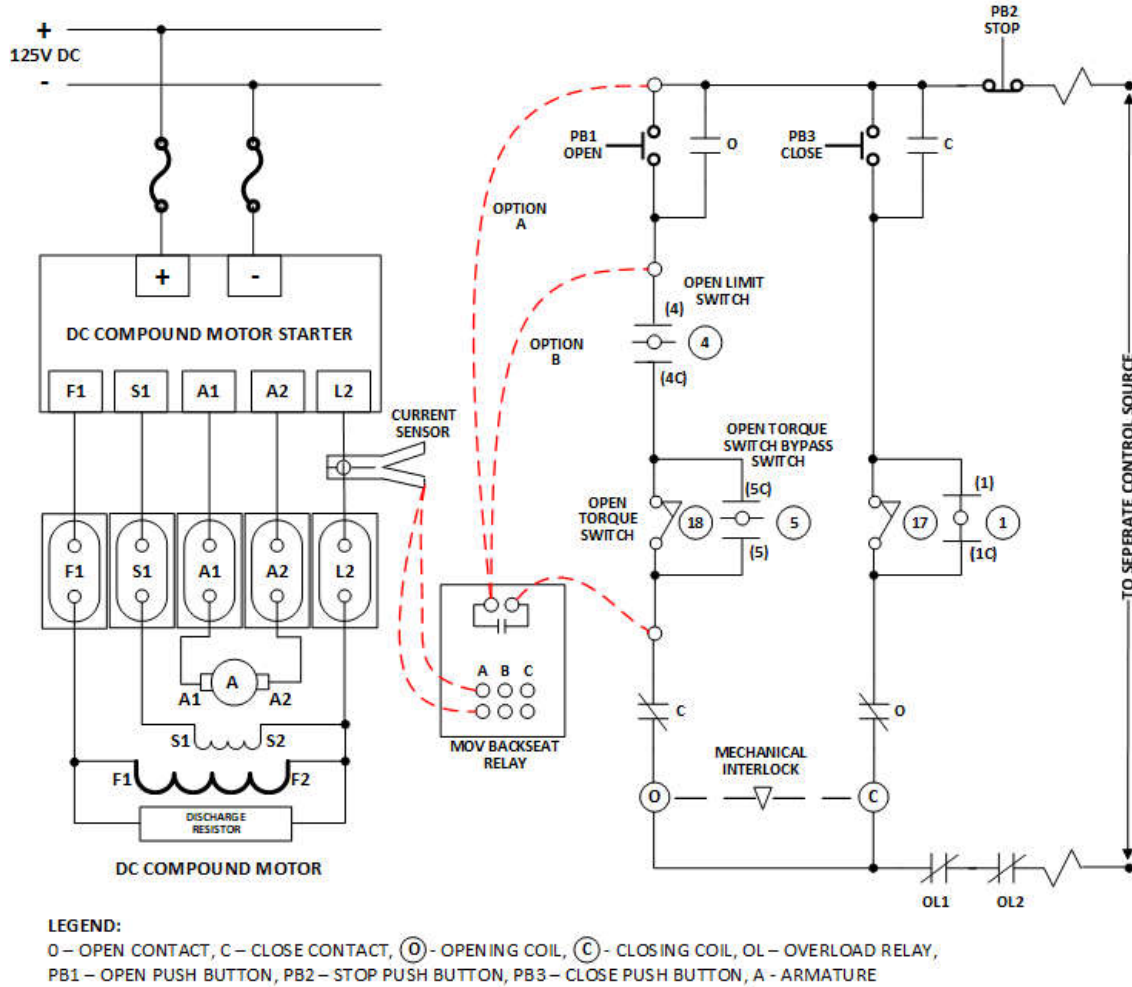 +
125V DC
-
+
-
DC COMPOUND MOTOR STARTER
F1
S1
A1
A2
L2
CURRENT
SENSOR
F1
S1
A1
A2
L2
A
A1
A2
S1
S2
F1
F2
DISCHARGE
RESISTOR
DC COMPOUND MOTOR
OPTION
A
OPTION
B
A B C
MOV BACKSEAT
RELAY
PB2
STOP
PB1
OPEN
O
PB3
CLOSE
C
OPEN LIMIT
SWITCH
(4)
4
(4C)
OPEN TORQUE
SWITCH BYPASS
SWITCH
OPEN
TORQUE
SWITCH
18
(5C)
5
(5)
17
(1)
1
(1C)
C
O
MECHANICAL
INTERLOCK
O
C
OL1
OL2
TO SEPERATE CONTROL SOURCE
LEGEND:
0 – OPEN CONTACT, C – CLOSE CONTACT, O - OPENING COIL, C - CLOSING COIL, OL – OVERLOAD RELAY,
PB1 – OPEN PUSH BUTTON, PB2 – STOP PUSH BUTTON, PB3 – CLOSE PUSH BUTTON, A - ARMATURE